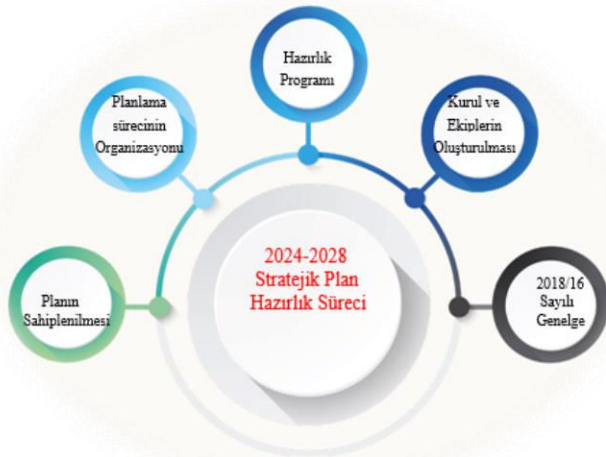 Hazırlık
Programı
Planlama
sürecinin
Organizasyonu
Kurul ve
Ekiplerin
Oluşturulması
2024-2028
Stratejik Plan
Hazırlık Süreci
Planın
Sahiplenilmesi
2018/16
Sayılı
Genelge